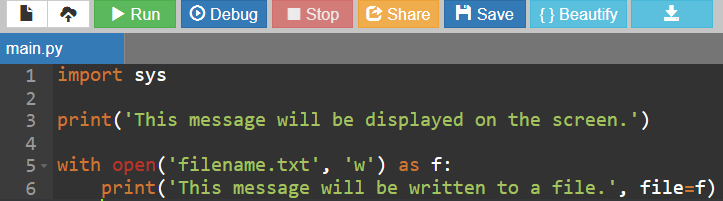 Run Debug Stop Share Save { } Beautify
main.py
1 import sys
2
3 print('This message will be displayed on the screen.')
4
5 with open('filename.txt', 'w') as f:
6     print('This message will be written to a file.', file=f)